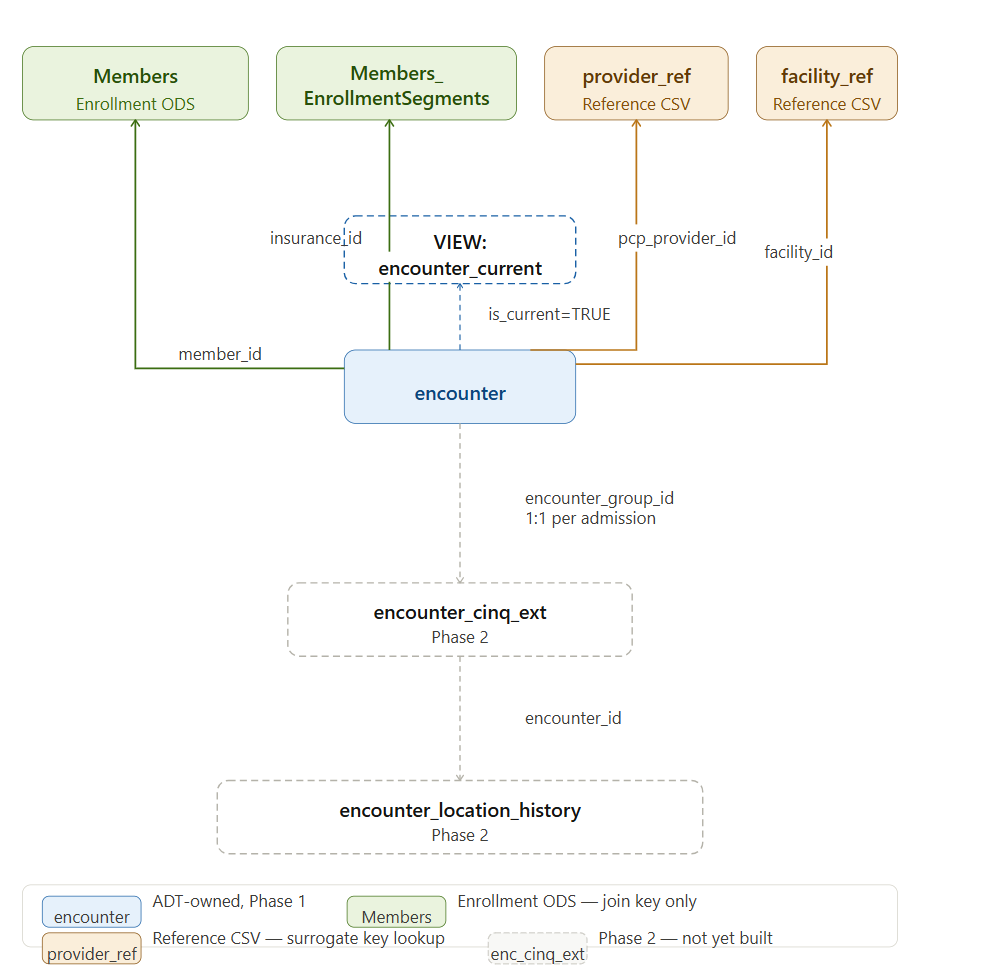 Members
Enrollment ODS
Members_
EnrollmentSegments
provider_ref
Reference CSV
facility_ref
Reference CSV
insurance_id
VIEW:
encounter_current
pcp_provider_id
facility_id
is_current=TRUE
member_id
encounter
encounter_group_id
1:1 per admission
encounter_cinq_ext
Phase 2
encounter_id
encounter_location_history
Phase 2
encounter
ADT-owned, Phase 1
Members
Enrollment ODS — join key only
provider_ref
Reference CSV — surrogate key lookup
enc_cinq_ext
Phase 2 — not yet built